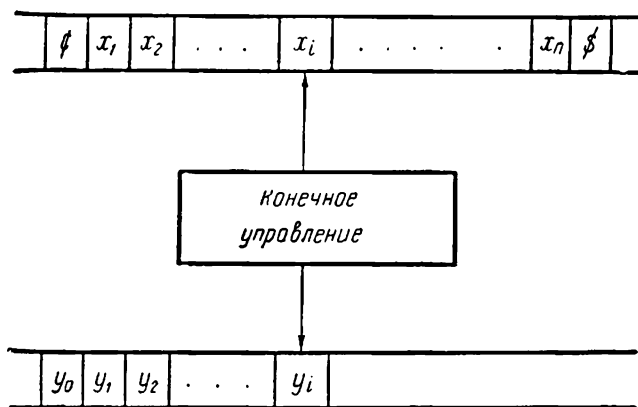 ¢ x₁ x₂ . . . xᵢ . . . . . xₙ $
Конечное
управление
y₀ y₁ y₂ . . . yᵢ